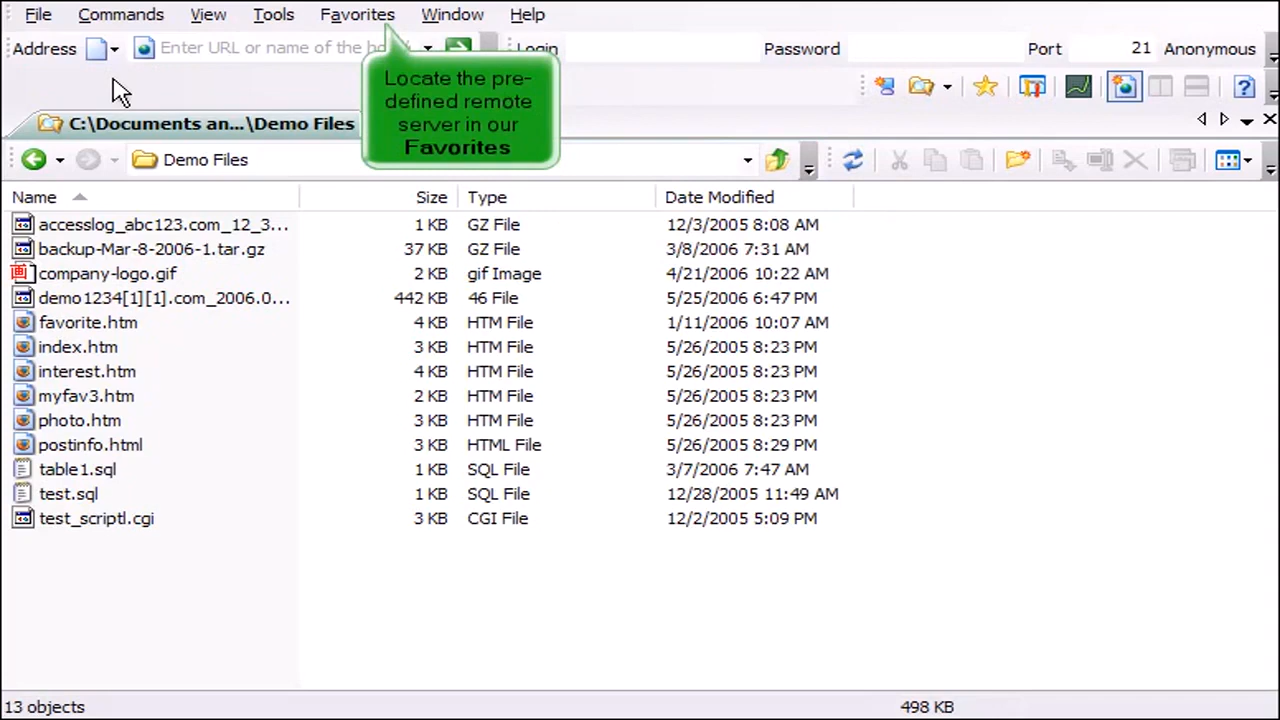 File Commands View Tools Favorites Window Help
Address Enter URL or name of the Login Password Port 21 Anonymous
Locate the pre-
defined remote
server in our
Favorites
C:\Documents an...\Demo Files
Demo Files
Name Size Type Date Modified
accesslog_abc123.com_12_3... 1 KB GZ File 12/3/2005 8:08 AM
backup-Mar-8-2006-1.tar.gz 37 KB GZ File 3/8/2006 7:31 AM
画 company-logo.gif 2 KB gif Image 4/21/2006 10:22 AM
demo1234[1][1].com_2006.0... 442 KB 46 File 5/25/2006 6:47 PM
favorite.htm 4 KB HTM File 1/11/2006 10:07 AM
index.htm 3 KB HTM File 5/26/2005 8:23 PM
interest.htm 4 KB HTM File 5/26/2005 8:23 PM
myfav3.htm 2 KB HTM File 5/26/2005 8:23 PM
photo.htm 3 KB HTM File 5/26/2005 8:23 PM
postinfo.html 3 KB HTML File 5/26/2005 8:29 PM
table1.sql 1 KB SQL File 3/7/2006 7:47 AM
test.sql 1 KB SQL File 12/28/2005 11:49 AM
test_scriptl.cgi 3 KB CGI File 12/2/2005 5:09 PM
13 objects 498 KB